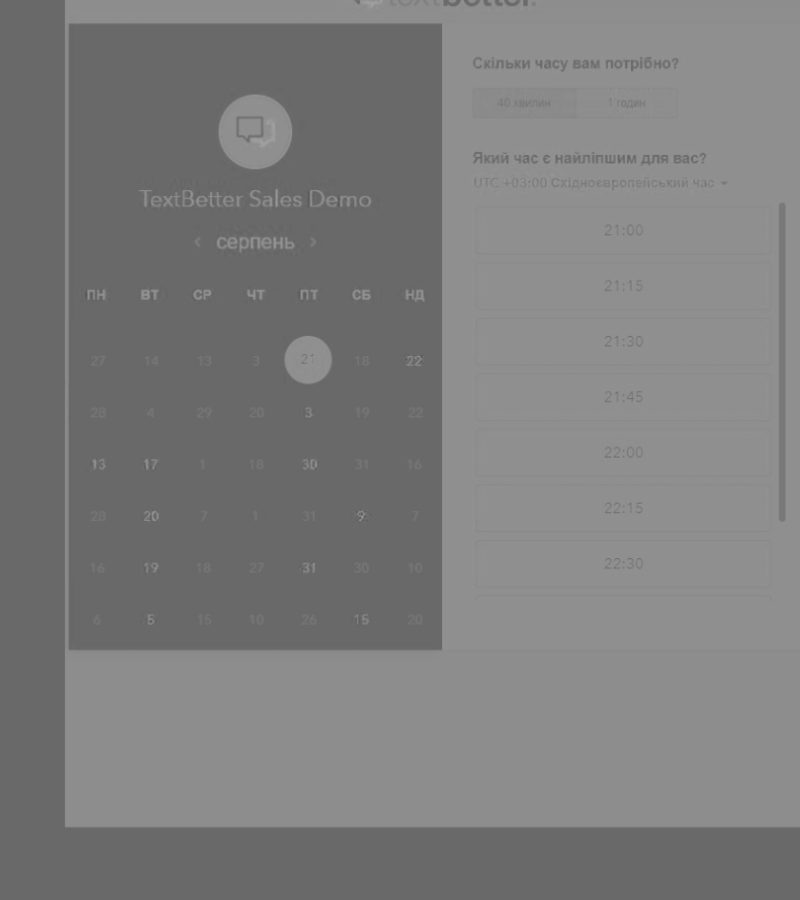 textbetter.
TextBetter Sales Demo
‹ серпень ›
ПН ВТ СР ЧТ ПТ СБ НД
27 14 13 3 21 18 22
28 4 29 20 3 19 22
13 17 1 18 30 31 16
28 20 7 1 31 9 7
16 19 18 27 31 30 10
6 5 15 10 26 15 20
Скільки часу вам потрібно?
40 хвилин 1 годин
Який час є найліпшим для вас?
UTC +03:00 Східноєвропейський час
21:00
21:15
21:30
21:45
22:00
22:15
22:30